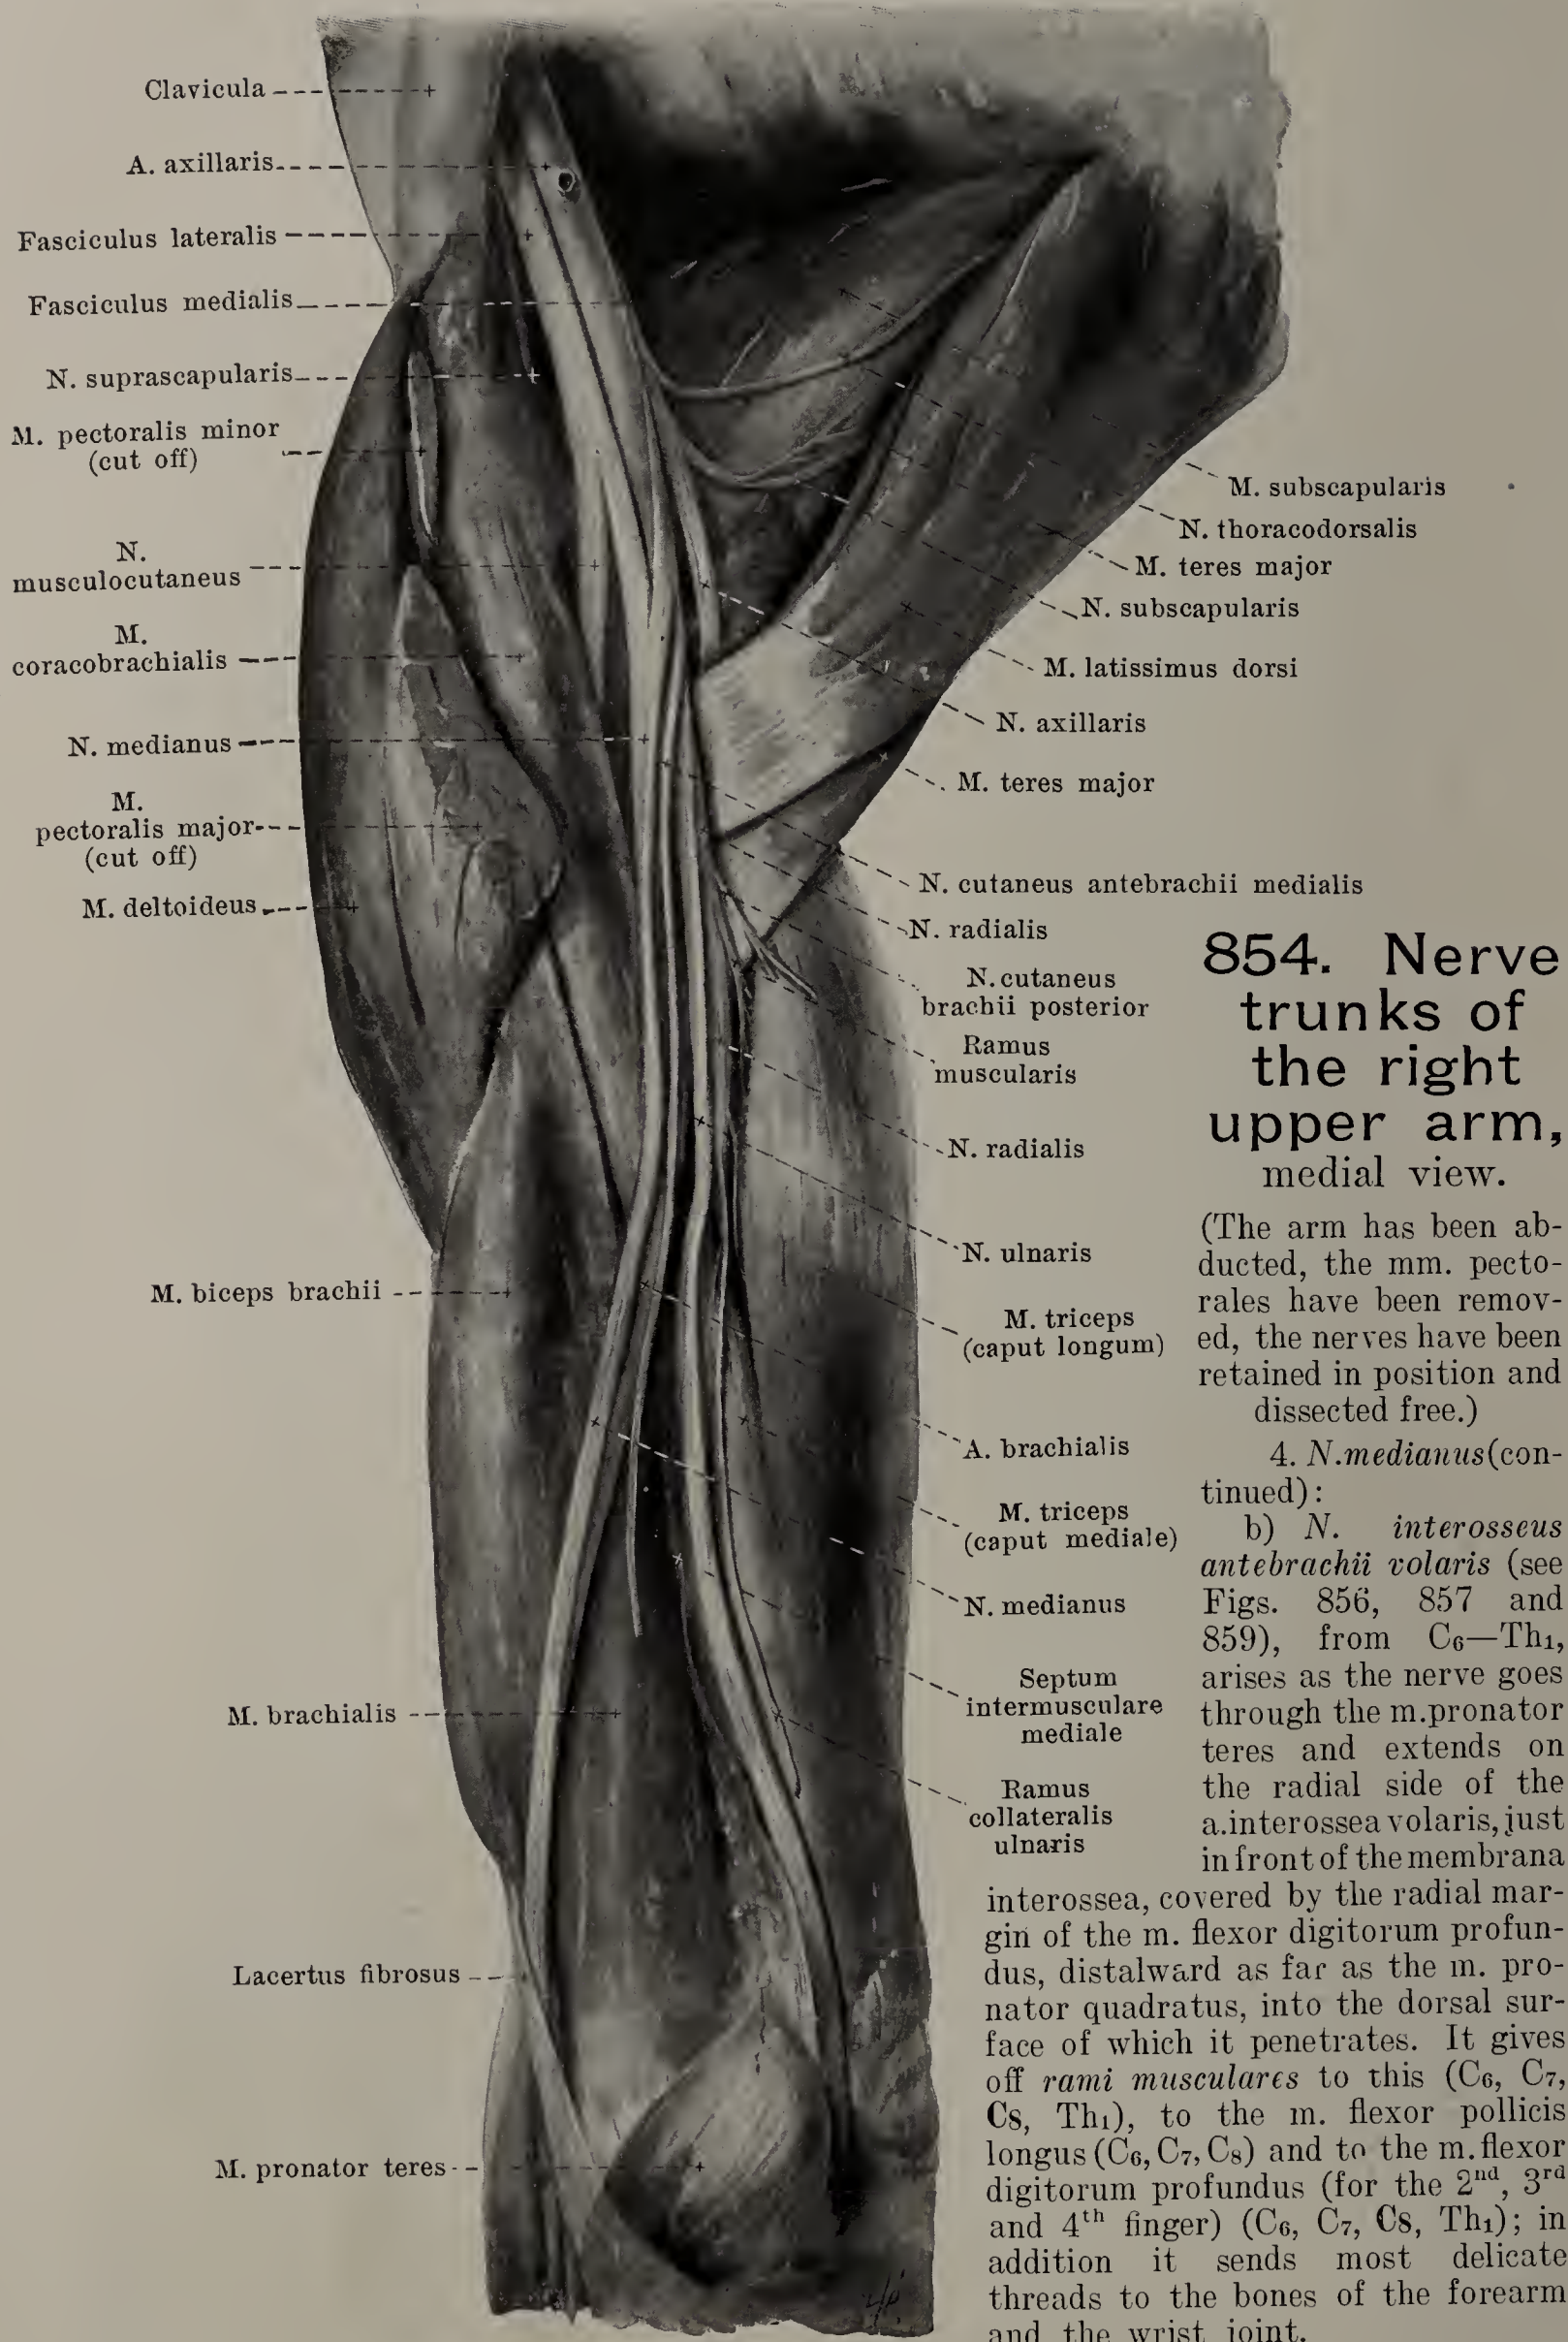 Clavicula
A. axillaris
Fasciculus lateralis
Fasciculus medialis
N. suprascapularis
M. pectoralis minor
(cut off)
N.
musculocutaneus
M.
coracobrachialis
N. medianus
M.
pectoralis major
(cut off)
M. deltoideus
M. biceps brachii
M. brachialis
Lacertus fibrosus
M. pronator teres
M. subscapularis
N. thoracodorsalis
M. teres major
N. subscapularis
M. latissimus dorsi
N. axillaris
M. teres major
N. cutaneus antebrachii medialis
N. radialis
N. cutaneus
brachii posterior
Ramus
muscularis
N. radialis
N. ulnaris
M. triceps
(caput longum)
A. brachialis
M. triceps
(caput mediale)
N. medianus
Septum
intermusculare
mediale
Ramus
collateralis
ulnaris
854. Nerve
trunks of
the right
upper arm,
medial view.
(The arm has been ab-
ducted, the mm. pecto-
rales have been remov-
ed, the nerves have been
retained in position and
dissected free.)
4. N. medianus (con-
tinued):
b) N. interosseus
antebrachii volaris (see
Figs. 856, 857 and
859), from C6—Th1,
arises as the nerve goes
through the m. pronator
teres and extends on
the radial side of the
a. interossea volaris, just
in front of the membrana
interossea, covered by the radial mar-
gin of the m. flexor digitorum profun-
dus, distalward as far as the m. pro-
nator quadratus, into the dorsal sur-
face of which it penetrates. It gives
off rami musculares to this (C6, C7,
C8, Th1), to the m. flexor pollicis
longus (C6, C7, C8) and to the m. flexor
digitorum profundus (for the 2nd, 3rd
and 4th finger) (C6, C7, C8, Th1); in
addition it sends most delicate
threads to the bones of the forearm
and the wrist joint.